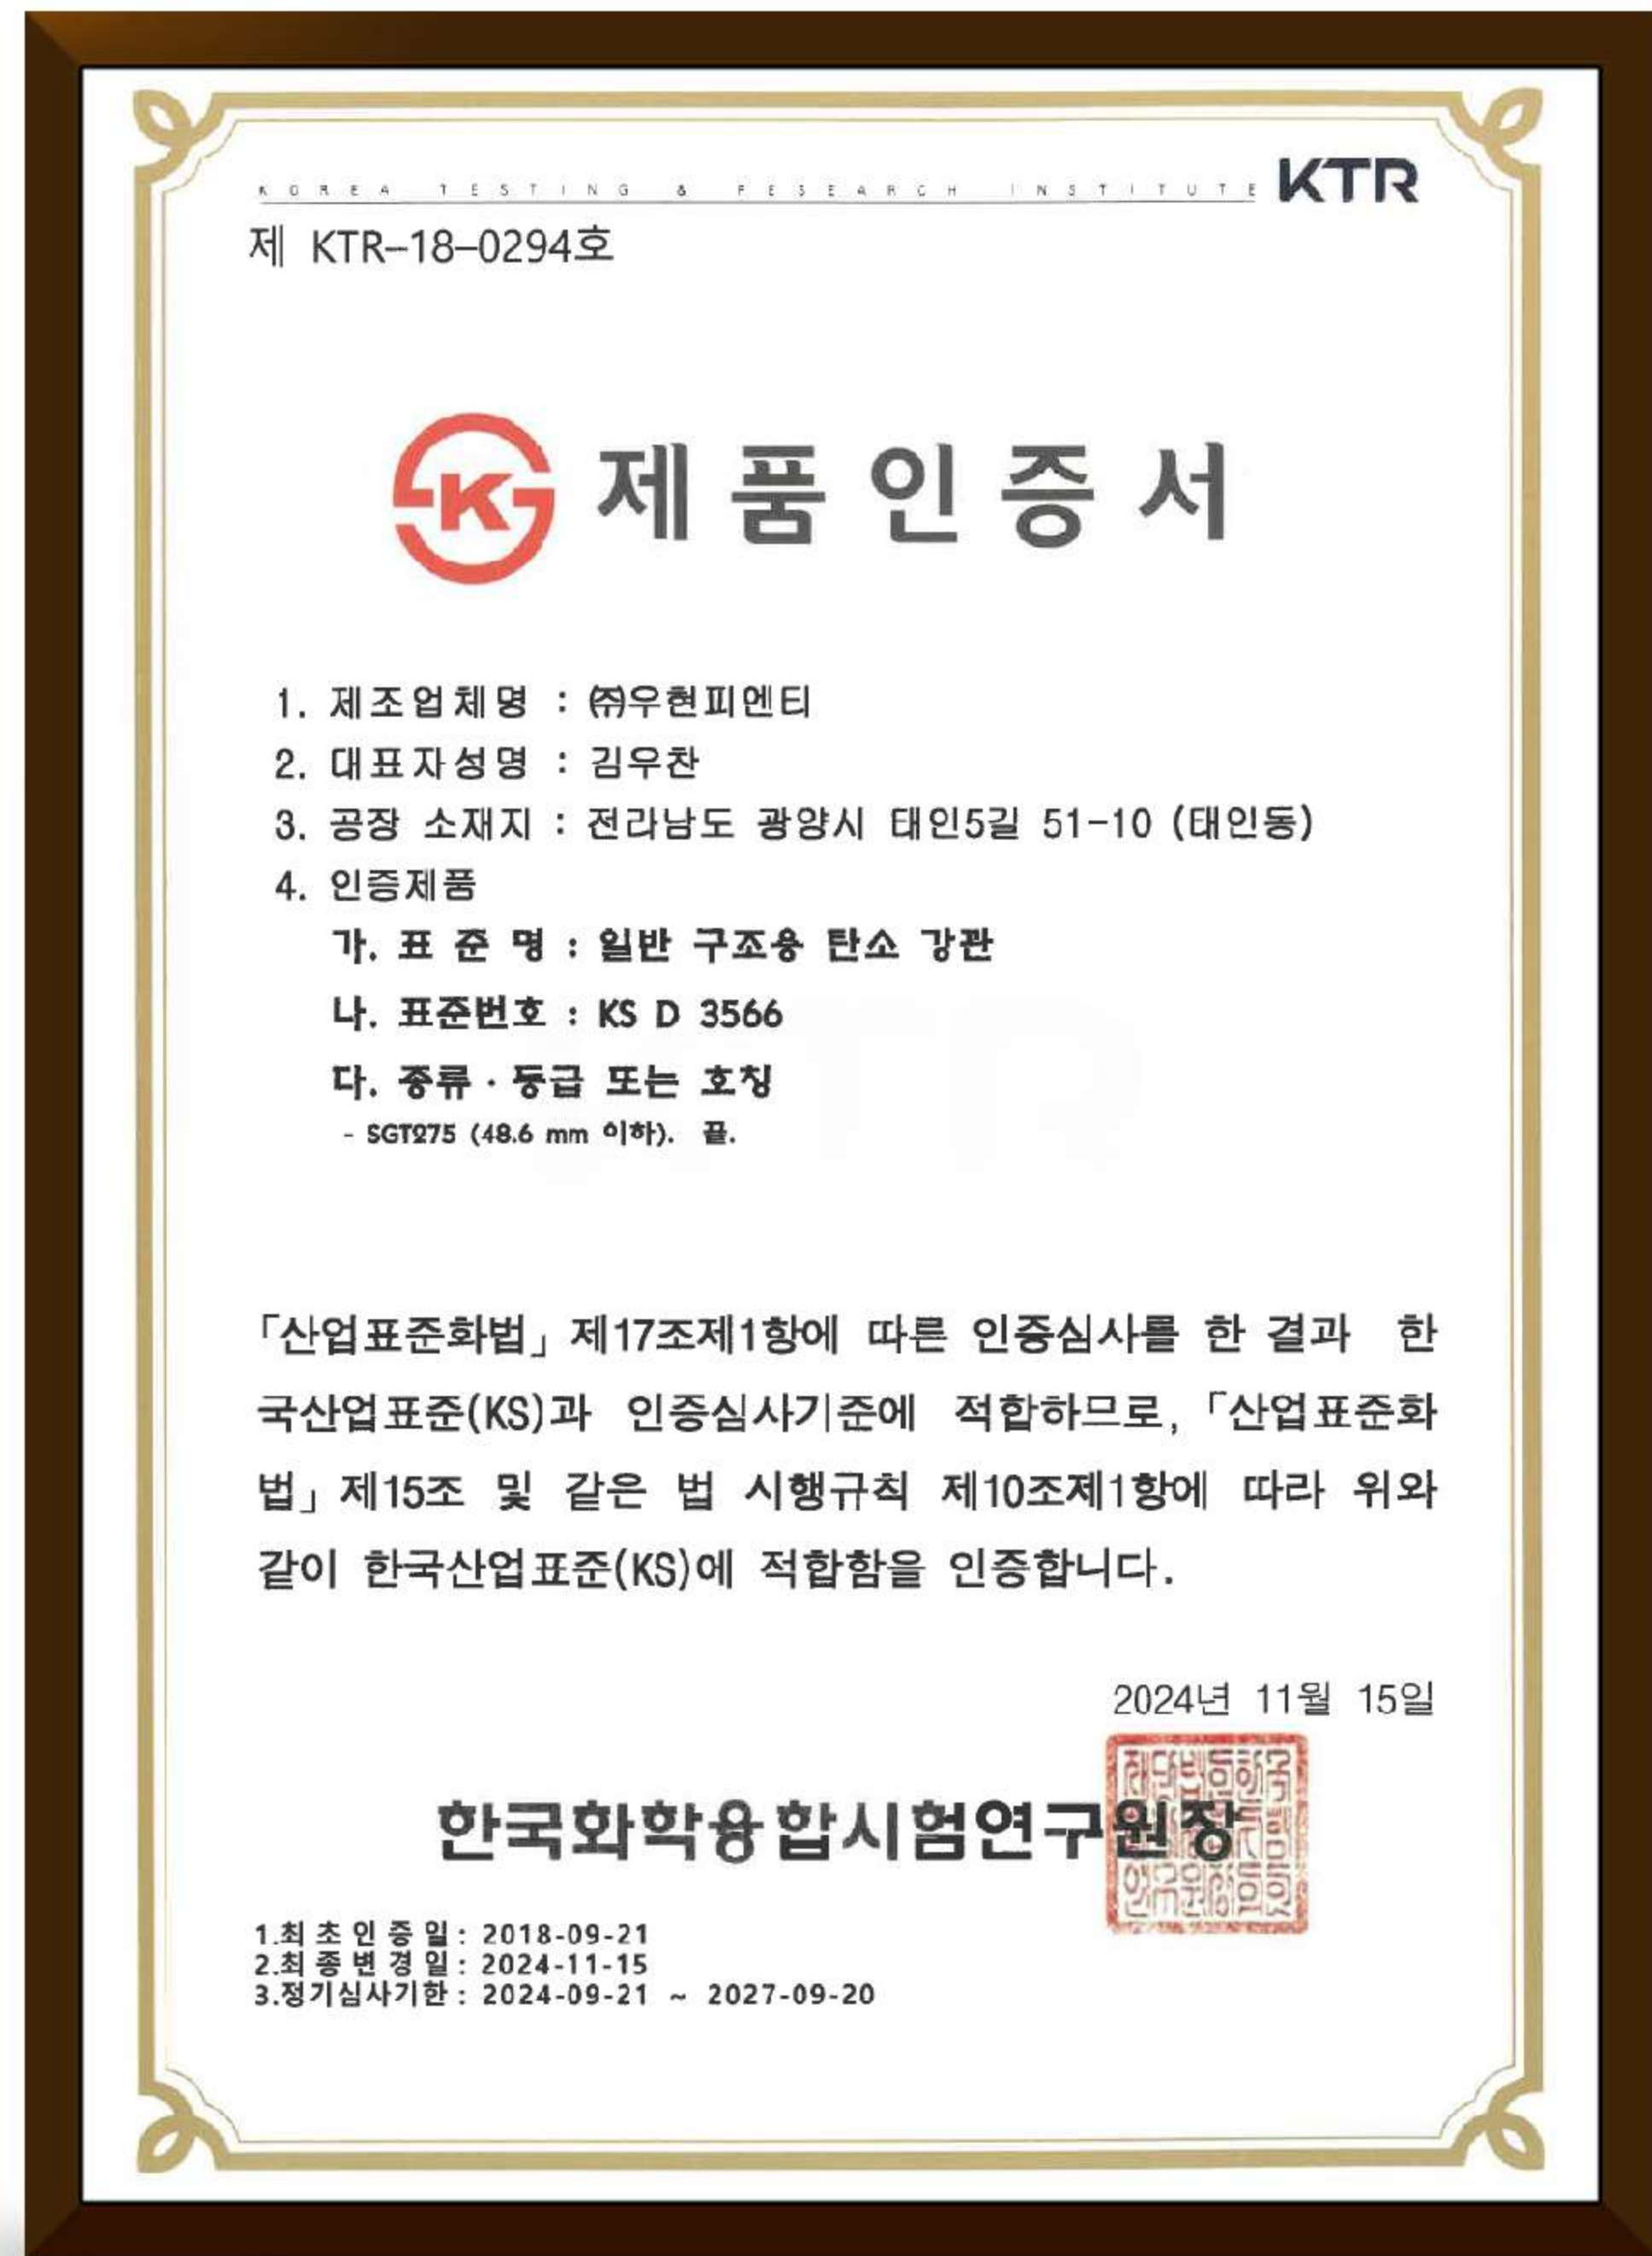 KOREA TESTING & RESEARCH INSTITUTE KTR
제 KTR-18-0294호
K 제품인증서
1. 제조업체명 : ㈜우현피엔티
2. 대표자성명 : 김우찬
3. 공장 소재지 : 전라남도 광양시 태인5길 51-10 (태인동)
4. 인증제품
가. 표 준 명 : 일반 구조용 탄소 강관
나. 표준번호 : KS D 3566
다. 종류 · 등급 또는 호칭
- SGT275 (48.6 mm 이하). 끝.
「산업표준화법」제17조제1항에 따른 인증심사를 한 결과 한
국산업표준(KS)과 인증심사기준에 적합하므로,「산업표준화
법」제15조 및 같은 법 시행규칙 제10조제1항에 따라 위와
같이 한국산업표준(KS)에 적합함을 인증합니다.
2024년 11월 15일
한국화학융합시험연구원장
1.최 초 인 증 일 : 2018-09-21
2.최 종 변 경 일 : 2024-11-15
3.정기심사기한 : 2024-09-21 ~ 2027-09-20